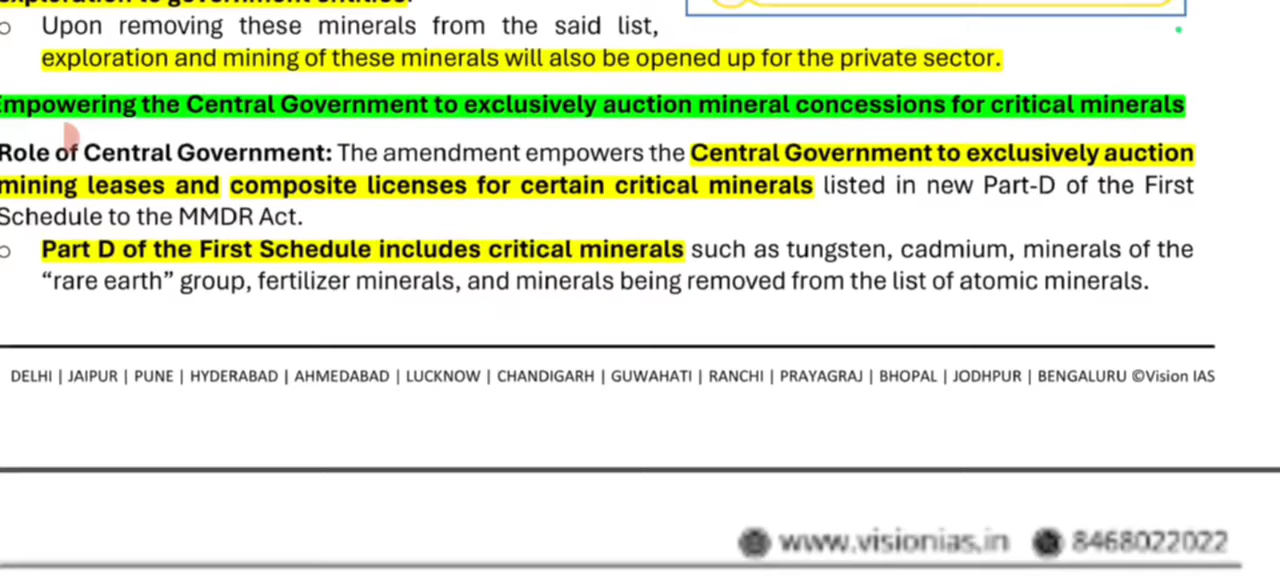 exploration to government entities.
○ Upon removing these minerals from the said list,
exploration and mining of these minerals will also be opened up for the private sector.
Empowering the Central Government to exclusively auction mineral concessions for critical minerals
Role of Central Government: The amendment empowers the Central Government to exclusively auction
mining leases and composite licenses for certain critical minerals listed in new Part-D of the First
Schedule to the MMDR Act.
○ Part D of the First Schedule includes critical minerals such as tungsten, cadmium, minerals of the
“rare earth” group, fertilizer minerals, and minerals being removed from the list of atomic minerals.
DELHI | JAIPUR | PUNE | HYDERABAD | AHMEDABAD | LUCKNOW | CHANDIGARH | GUWAHATI | RANCHI | PRAYAGRAJ | BHOPAL | JODHPUR | BENGALURU ©Vision IAS
www.visionias.in 8468022022